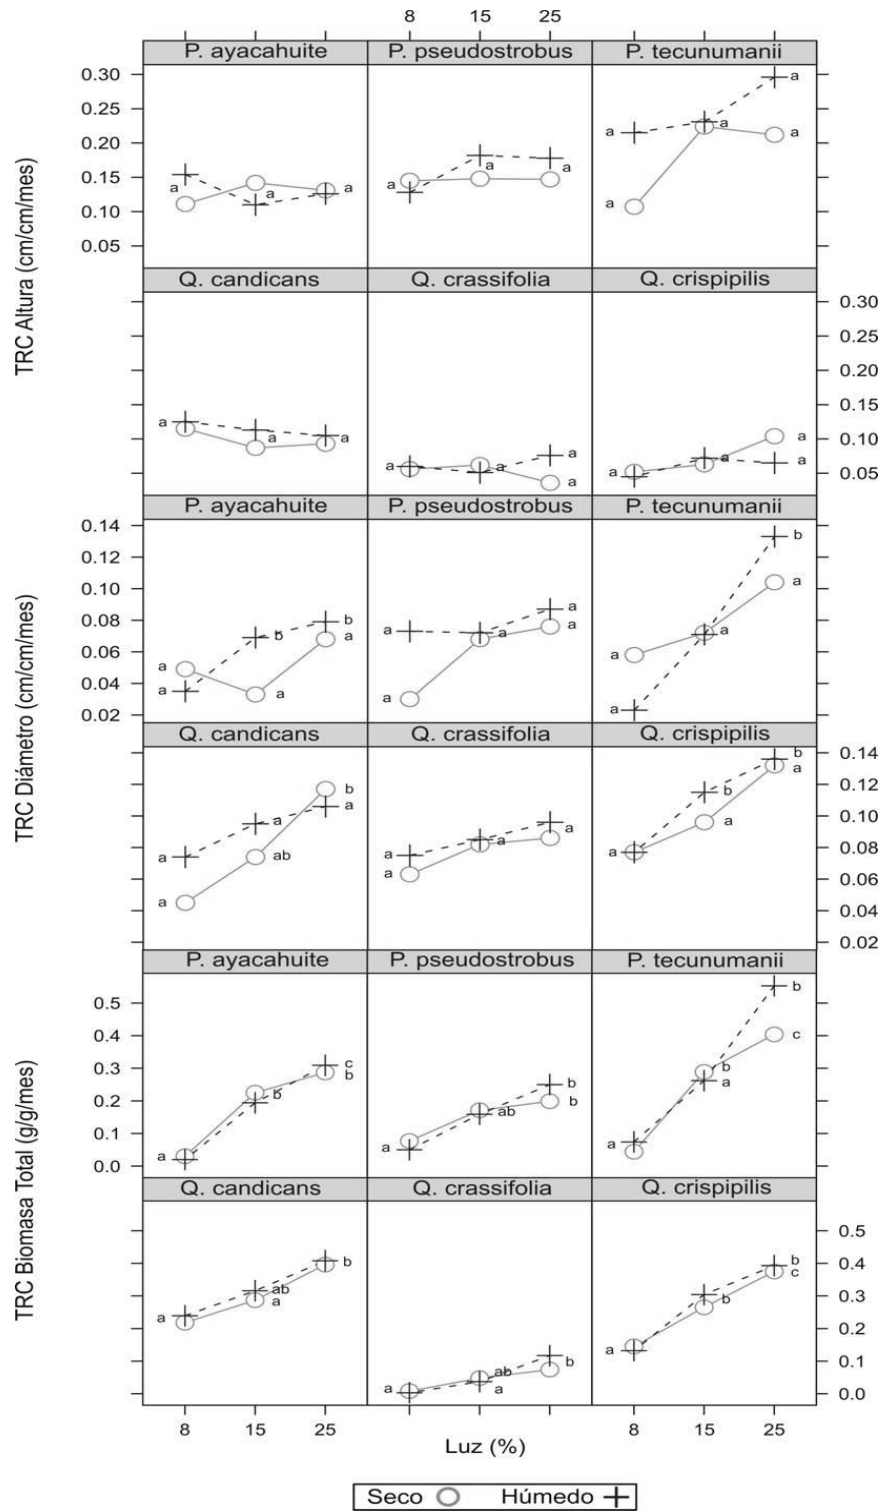 8 15 25
P. ayacahuite P. pseudostrobus P. tecunumanii
TRC Altura (cm/cm/mes)
0.30
0.25
0.20
0.15
0.10
0.05
a a a a a a a a a a
Q. candicans Q. crassifolia Q. crispipilis
0.30
0.25
0.20
0.15
0.10
0.05
a a a a a a a a a a a
P. ayacahuite P. pseudostrobus P. tecunumanii
TRC Diámetro (cm/cm/mes)
0.14
0.12
0.10
0.08
0.06
0.04
0.02
a a b a b a a a a a a a a a b a
Q. candicans Q. crassifolia Q. crispipilis
0.14
0.12
0.10
0.08
0.06
0.04
0.02
a a a ab b a a a a a a b a b a
P. ayacahuite P. pseudostrobus P. tecunumanii
TRC Biomasa Total (g/g/mes)
0.5
0.4
0.3
0.2
0.1
0.0
a b c b a ab b b a b a b c
Q. candicans Q. crassifolia Q. crispipilis
0.5
0.4
0.3
0.2
0.1
0.0
a ab a b a ab a b a b b c
8 15 25 8 15 25
Luz (%)
Seco Húmedo